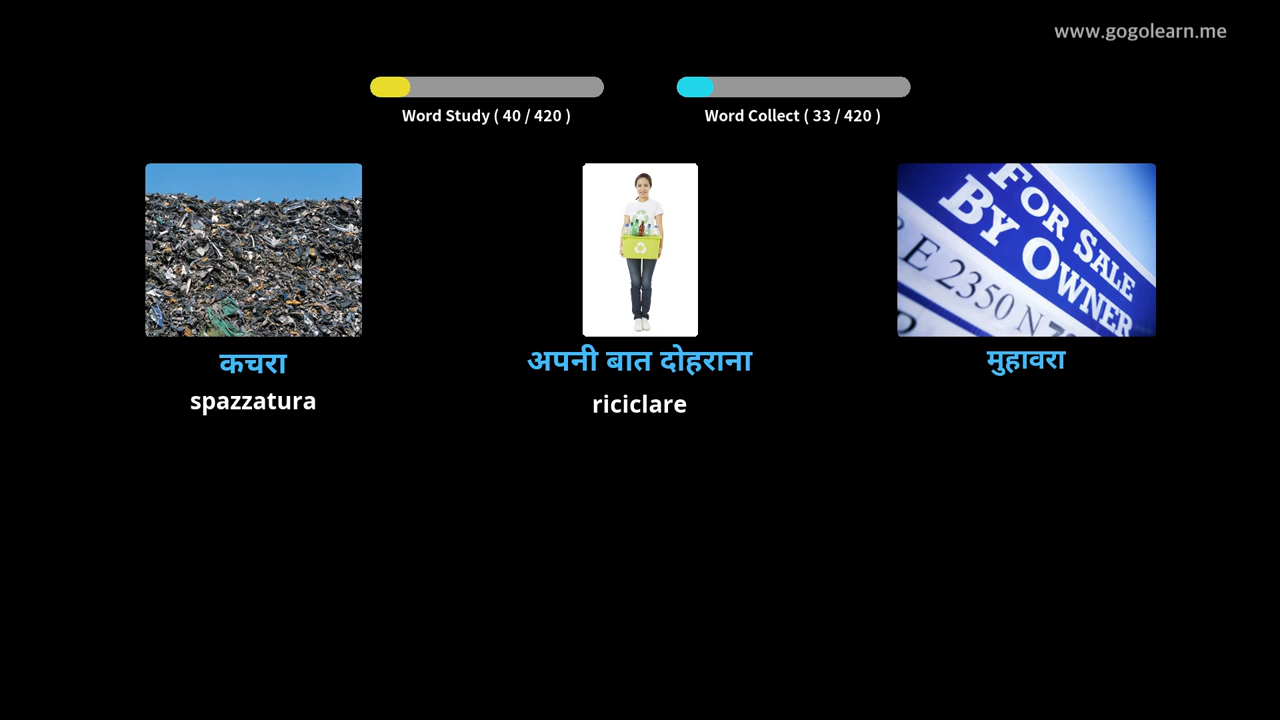 www.gogolearn.me
Word Study ( 40 / 420 )
Word Collect ( 33 / 420 )
FOR SALE
BY OWNER
E 2350 N
कचरा
अपनी बात दोहराना
मुहावरा
spazzatura
riciclare